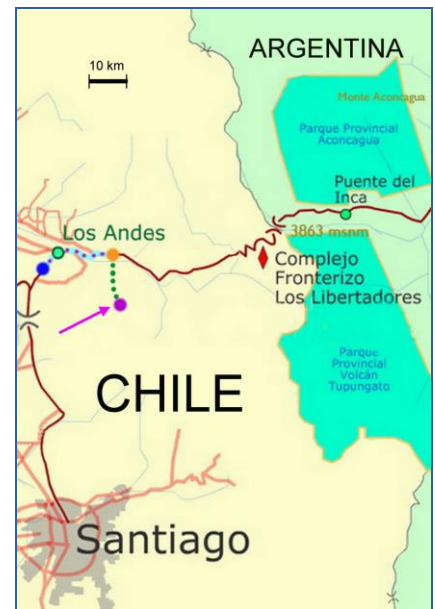 ARGENTINA
10 km
Monte Aconcagua
Parque Provincial
Aconcagua
Puente del
Inca
Los Andes
3863 msnm
Complejo
Fronterizo
Los Libertadores
Parque
Provincial
Volcán
Tupungato
CHILE
Santiago